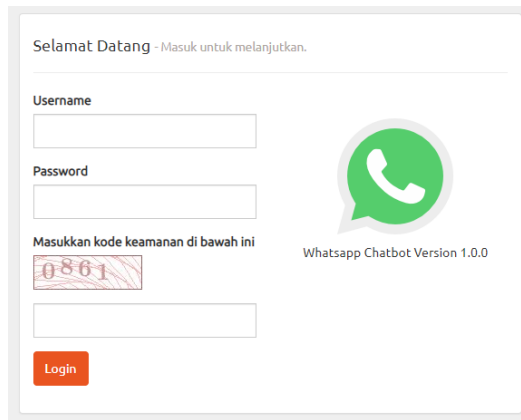 Selamat Datang - Masuk untuk melanjutkan.
Username
Password
Masukkan kode keamanan di bawah ini
0861
Login
Whatsapp Chatbot Version 1.0.0